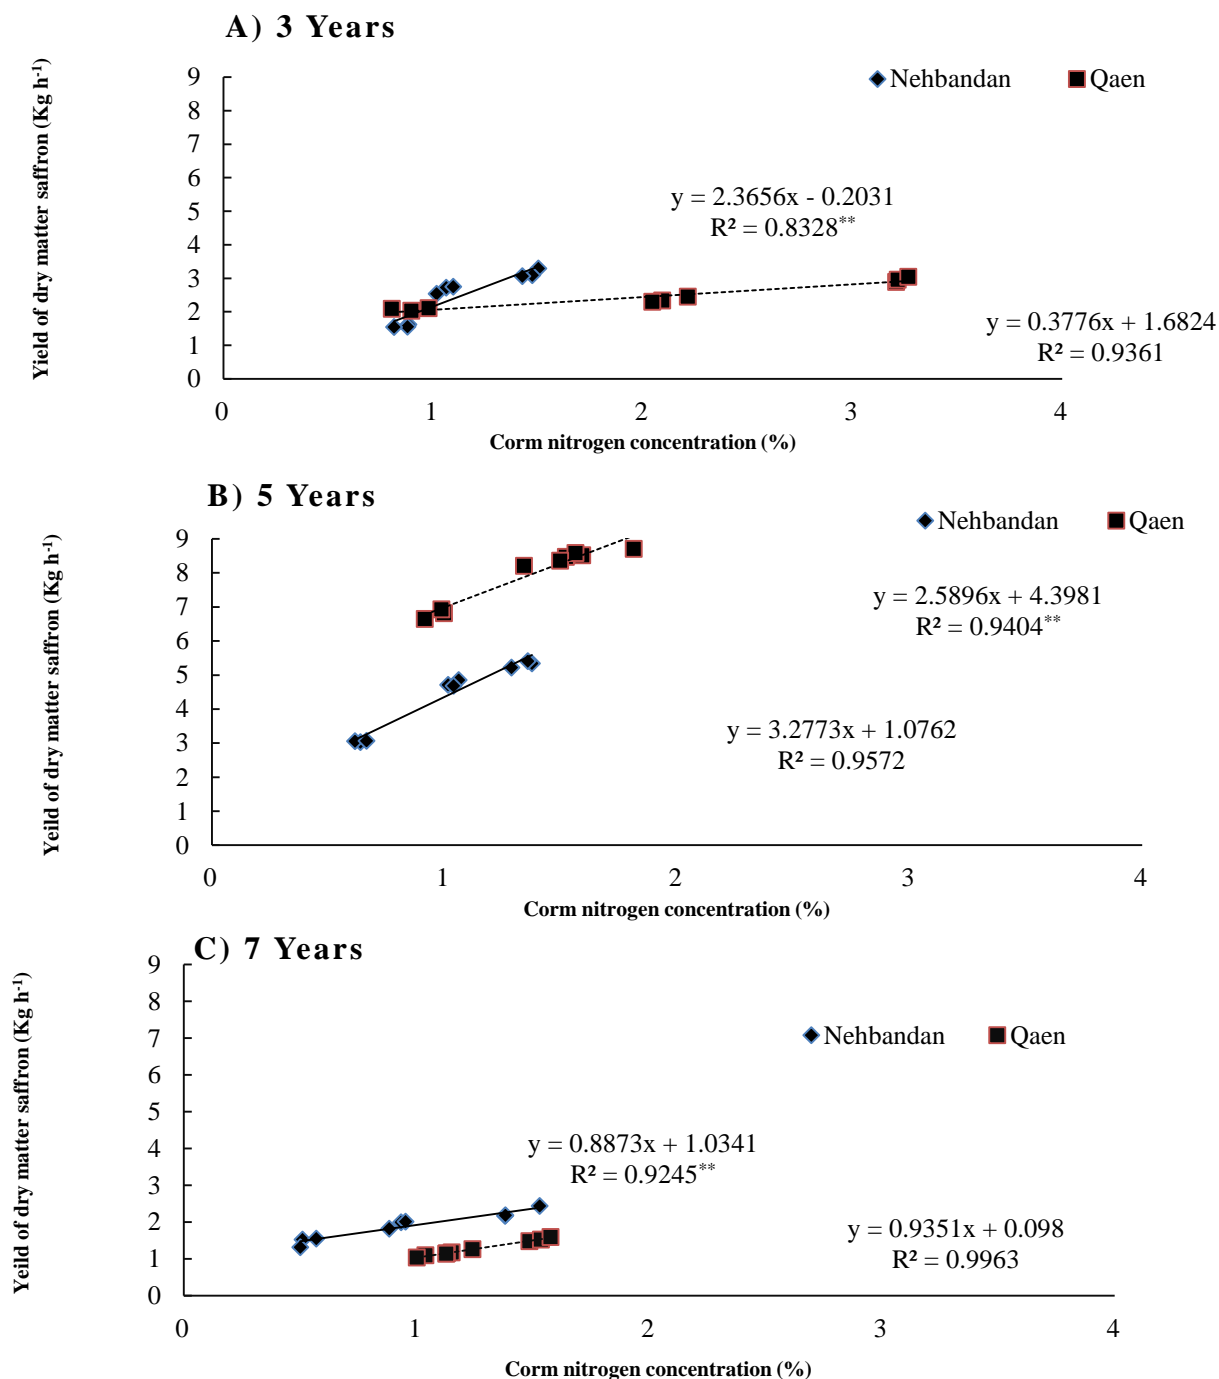 A) 3 Years
Yield of dry matter saffron (Kg h-1)
9
8
7
6
5
4
3
2
1
0
Nehbandan
Qaen
y = 2.3656x - 0.2031
R² = 0.8328**
y = 0.3776x + 1.6824
R² = 0.9361
0 1 2 3 4
Corm nitrogen concentration (%)
B) 5 Years
Yeild of dry matter saffron (Kg h-1)
9
8
7
6
5
4
3
2
1
0
Nehbandan
Qaen
y = 2.5896x + 4.3981
R² = 0.9404**
y = 3.2773x + 1.0762
R² = 0.9572
0 1 2 3 4
Corm nitrogen concentration (%)
C) 7 Years
Yeild of dry matter saffron (Kg h-1)
9
8
7
6
5
4
3
2
1
0
Nehbandan
Qaen
y = 0.8873x + 1.0341
R² = 0.9245**
y = 0.9351x + 0.098
R² = 0.9963
0 1 2 3 4
Corm nitrogen concentration (%)